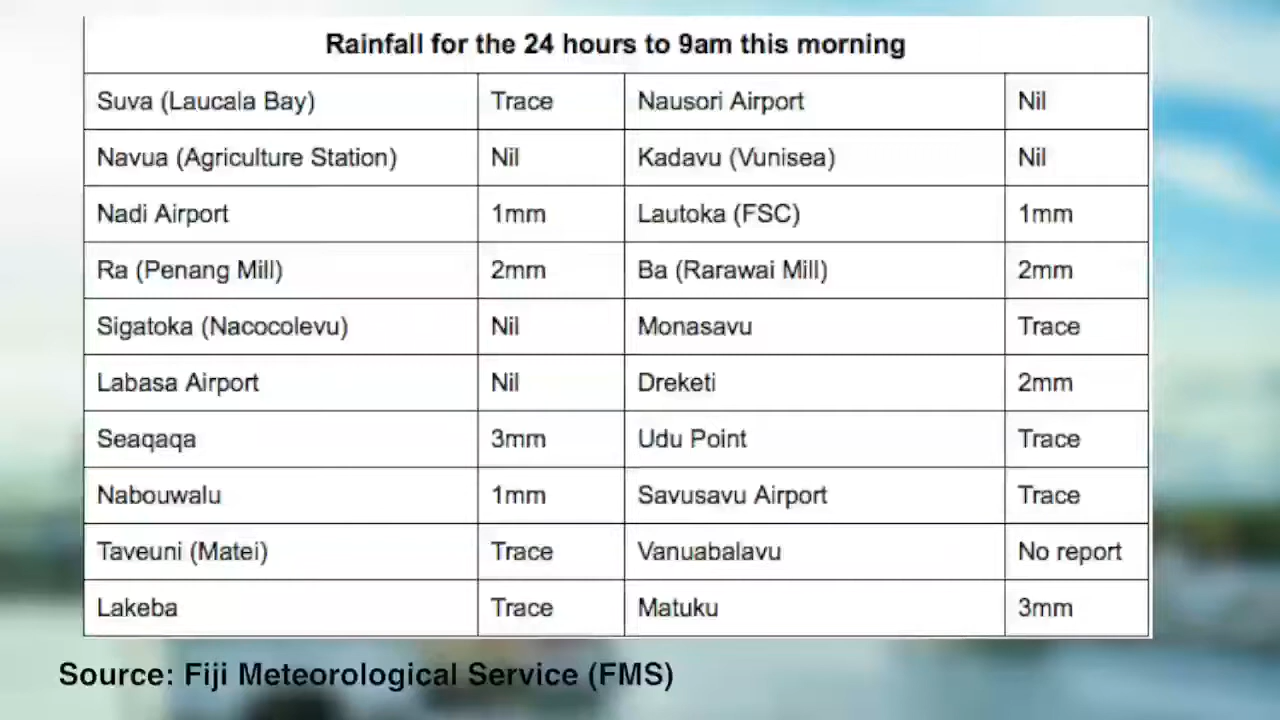 Rainfall for the 24 hours to 9am this morning
Suva (Laucala Bay) Trace Nausori Airport Nil
Navua (Agriculture Station) Nil Kadavu (Vunisea) Nil
Nadi Airport 1mm Lautoka (FSC) 1mm
Ra (Penang Mill) 2mm Ba (Rarawai Mill) 2mm
Sigatoka (Nacocolevu) Nil Monasavu Trace
Labasa Airport Nil Dreketi 2mm
Seaqaqa 3mm Udu Point Trace
Nabouwalu 1mm Savusavu Airport Trace
Taveuni (Matei) Trace Vanuabalavu No report
Lakeba Trace Matuku 3mm
Source: Fiji Meteorological Service (FMS)